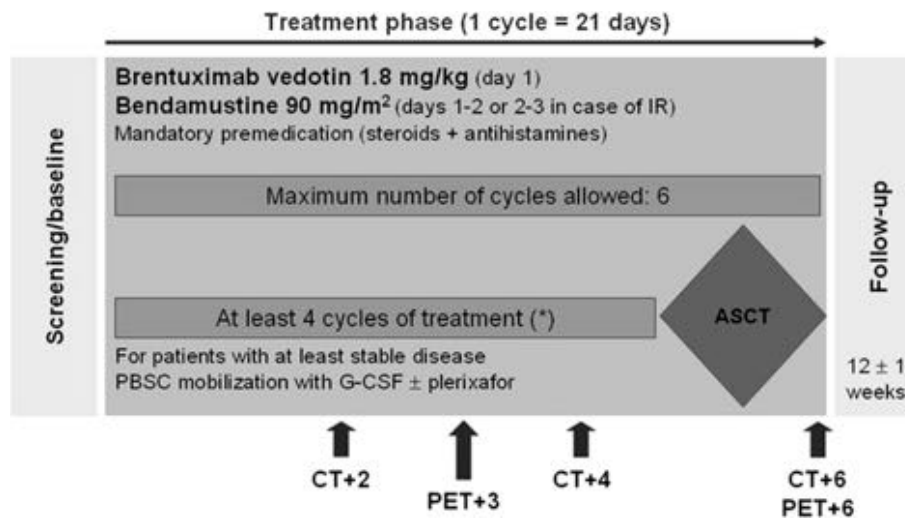 Treatment phase (1 cycle = 21 days)
Screening/baseline
Brentuximab vedotin 1.8 mg/kg (day 1)
Bendamustine 90 mg/m² (days 1-2 or 2-3 in case of IR)
Mandatory premedication (steroids + antihistamines)
Maximum number of cycles allowed: 6
At least 4 cycles of treatment (*)
ASCT
For patients with at least stable disease
PBSC mobilization with G-CSF ± plerixafor
Follow-up
12 ± 1
weeks
CT+2
PET+3
CT+4
CT+6
PET+6